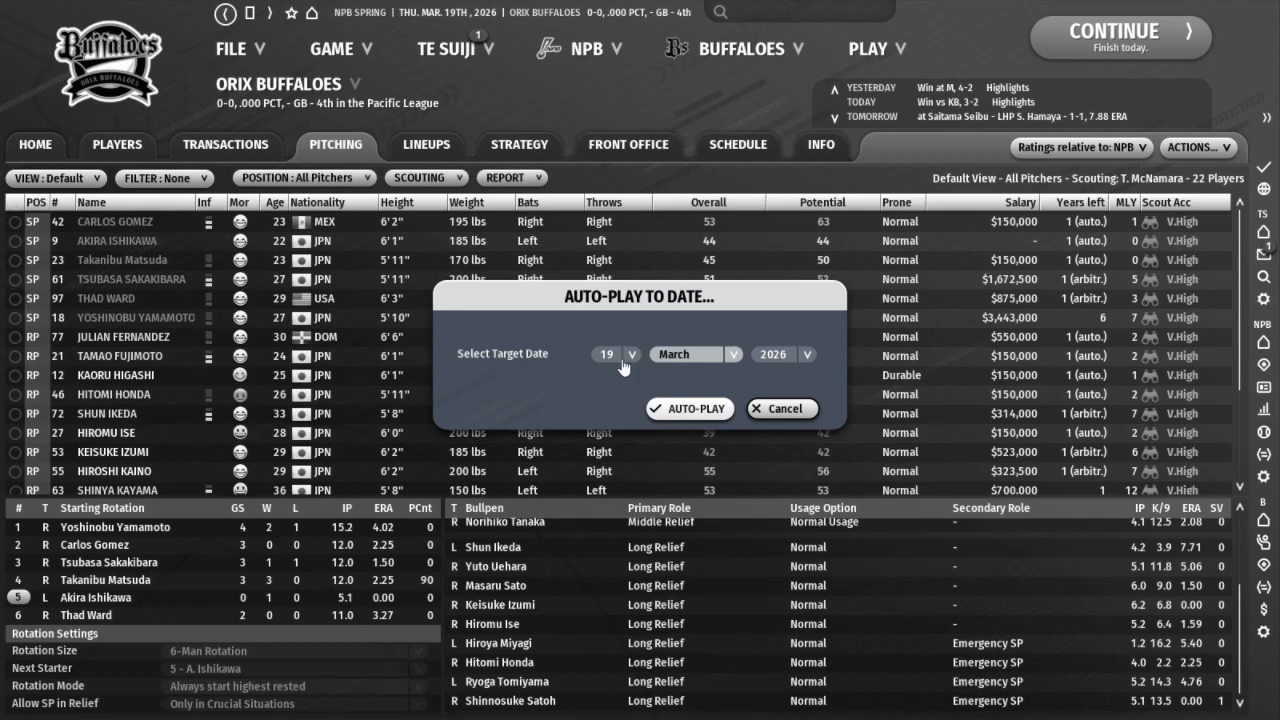 NPB SPRING | THU. MAR. 19TH , 2026 | ORIX BUFFALOES 0-0, .000 PCT, - GB - 4th
Buffaloes
ORIX BUFFALOES
FILE GAME TE SUIJI 1 NPB Bs BUFFALOES PLAY
CONTINUE
Finish today.
ORIX BUFFALOES
0-0, .000 PCT, - GB - 4th in the Pacific League
YESTERDAY Win at M, 4-2 Highlights
TODAY Win vs KB, 3-2 Highlights
TOMORROW at Saitama Seibu - LHP S. Hamaya - 1-1, 7.88 ERA
HOME PLAYERS TRANSACTIONS PITCHING LINEUPS STRATEGY FRONT OFFICE SCHEDULE INFO Ratings relative to: NPB ACTIONS...
VIEW : Default FILTER : None POSITION : All Pitchers SCOUTING REPORT Default View - All Pitchers - Scouting: T. McNamara - 22 Players
POS # Name Inf Mor Age Nationality Height Weight Bats Throws Overall Potential Prone Salary Years left MLY Scout Acc
SP 42 CARLOS GOMEZ 23 MEX 6' 2" 195 lbs Right Right 53 63 Normal $150,000 1 (auto.) 1 V.High
SP 9 AKIRA ISHIKAWA 22 JPN 6' 1" 185 lbs Left Left 44 44 Normal - 1 (auto.) 0 V.High
SP 23 Takanibu Matsuda 23 JPN 5' 11" 170 lbs Right Right 45 50 Normal $150,000 1 (auto.) 0 V.High
SP 61 TSUBASA SAKAKIBARA 27 JPN 5' 11" 200 lbs Right Right 51 52 Normal $1,672,500 1 (arbitr.) 5 V.High
SP 97 THAD WARD 29 USA 6' 3" Normal $875,000 1 (arbitr.) 3 V.High
SP 18 YOSHINOBU YAMAMOTO 27 JPN 5' 10" Normal $3,443,000 6 7 V.High
RP 77 JULIAN FERNANDEZ 30 DOM 6' 6" Normal $550,000 1 (auto.) 2 V.High
RP 21 TAMAO FUJIMOTO 24 JPN 6' 1" Normal $150,000 1 (auto.) 2 V.High
RP 12 KAORU HIGASHI 25 JPN 6' 1" Durable $150,000 1 (auto.) 2 V.High
RP 46 HITOMI HONDA 26 JPN 5' 11" Normal $150,000 1 (auto.) 2 V.High
RP 72 SHUN IKEDA 33 JPN 5' 8" Normal $314,000 1 (arbitr.) 7 V.High
RP 27 HIROMU ISE 28 JPN 6' 0" 200 lbs Right Right 39 42 Normal $150,000 1 (auto.) 2 V.High
RP 53 KEISUKE IZUMI 29 JPN 6' 2" 185 lbs Right Right 42 42 Normal $523,000 1 (arbitr.) 6 V.High
RP 55 HIROSHI KAINO 29 JPN 6' 2" 200 lbs Left Right 55 56 Normal $323,500 1 (arbitr.) 7 V.High
RP 63 SHINYA KAYAMA 36 JPN 5' 8" 150 lbs Left Left 53 53 Normal $700,000 1 12 V.High
AUTO-PLAY TO DATE...
Select Target Date 19 March 2026
AUTO-PLAY Cancel
# T Starting Rotation GS W L IP ERA PCnt
1 R Yoshinobu Yamamoto 4 2 1 15.2 4.02 0
2 R Carlos Gomez 3 0 0 12.0 2.25 0
3 R Tsubasa Sakakibara 3 1 1 12.0 1.50 0
4 R Takanibu Matsuda 3 3 0 12.0 2.25 90
5 L Akira Ishikawa 0 1 0 5.1 0.00 0
6 R Thad Ward 2 0 0 11.0 3.27 0
Rotation Settings
Rotation Size 6-Man Rotation
Next Starter 5 - A. Ishikawa
Rotation Mode Always start highest rested
Allow SP in Relief Only in Crucial Situations
T Bullpen Primary Role Usage Option Secondary Role IP K/9 ERA SV
R Norihiko Tanaka Middle Relief Normal Usage - 4.1 12.5 2.08 0
L Shun Ikeda Long Relief Normal - 4.2 3.9 7.71 0
R Yuto Uehara Long Relief Normal - 5.1 11.8 5.06 0
R Masaru Sato Long Relief Normal - 6.0 9.0 1.50 0
R Keisuke Izumi Long Relief Normal - 6.2 6.8 0.00 0
R Hiromu Ise Long Relief Normal - 5.2 6.4 1.59 0
L Hiroya Miyagi Long Relief Normal Emergency SP 1.2 16.2 5.40 0
R Hitomi Honda Long Relief Normal Emergency SP 4.0 2.2 2.25 0
R Ryoga Tomiyama Long Relief Normal Emergency SP 5.2 14.3 4.76 0
R Shinnosuke Satoh Long Relief Normal Emergency SP 5.1 13.5 0.00 1
TS
1
NPB
B